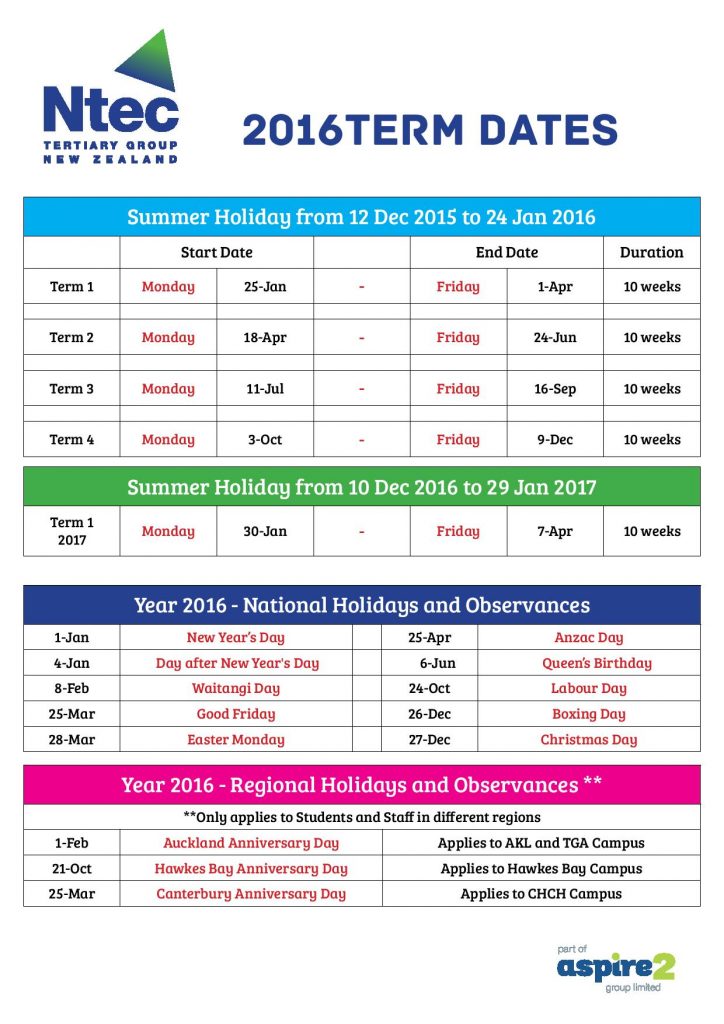 Ntec
TERTIARY GROUP
NEW ZEALAND
2016TERM DATES
Summer Holiday from 12 Dec 2015 to 24 Jan 2016
Start Date End Date Duration
Term 1 Monday 25-Jan - Friday 1-Apr 10 weeks
Term 2 Monday 18-Apr - Friday 24-Jun 10 weeks
Term 3 Monday 11-Jul - Friday 16-Sep 10 weeks
Term 4 Monday 3-Oct - Friday 9-Dec 10 weeks
Summer Holiday from 10 Dec 2016 to 29 Jan 2017
Term 1
2017 Monday 30-Jan - Friday 7-Apr 10 weeks
Year 2016 - National Holidays and Observances
1-Jan New Year's Day 25-Apr Anzac Day
4-Jan Day after New Year's Day 6-Jun Queen's Birthday
8-Feb Waitangi Day 24-Oct Labour Day
25-Mar Good Friday 26-Dec Boxing Day
28-Mar Easter Monday 27-Dec Christmas Day
Year 2016 - Regional Holidays and Observances **
**Only applies to Students and Staff in different regions
1-Feb Auckland Anniversary Day Applies to AKL and TGA Campus
21-Oct Hawkes Bay Anniversary Day Applies to Hawkes Bay Campus
25-Mar Canterbury Anniversary Day Applies to CHCH Campus
part of
aspire2
group limited